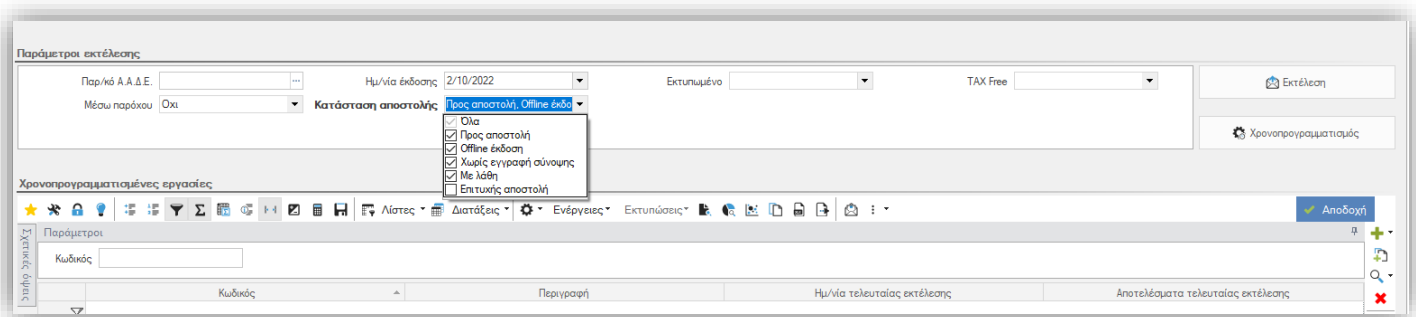 Παράμετροι εκτέλεσης
Παρ/κό Α.Α.Δ.Ε. Ημ/νία έκδοσης 2/10/2022 Εκτυπωμένο TAX Free Εκτέλεση
Μέσω παρόχου Όχι Κατάσταση αποστολής Προς αποστολή, Offline έκδο
Όλα
Προς αποστολή
Offline έκδοση
Χωρίς εγγραφή σύνοψης
Με λάθη
Επιτυχής αποστολή
Χρονοπρογραμματισμός
Χρονοπρογραμματισμένες εργασίες
Λίστες Διατάξεις Ενέργειες Εκτυπώσεις Αποδοχή
Σχετικές όψεις
Παράμετροι
Κωδικός
Κωδικός Περιγραφή Ημ/νία τελευταίας εκτέλεσης Αποτελέσματα τελευταίας εκτέλεσης